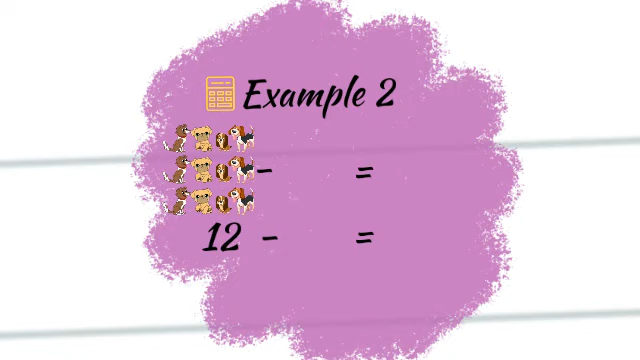 Example 2
- =
12 - =